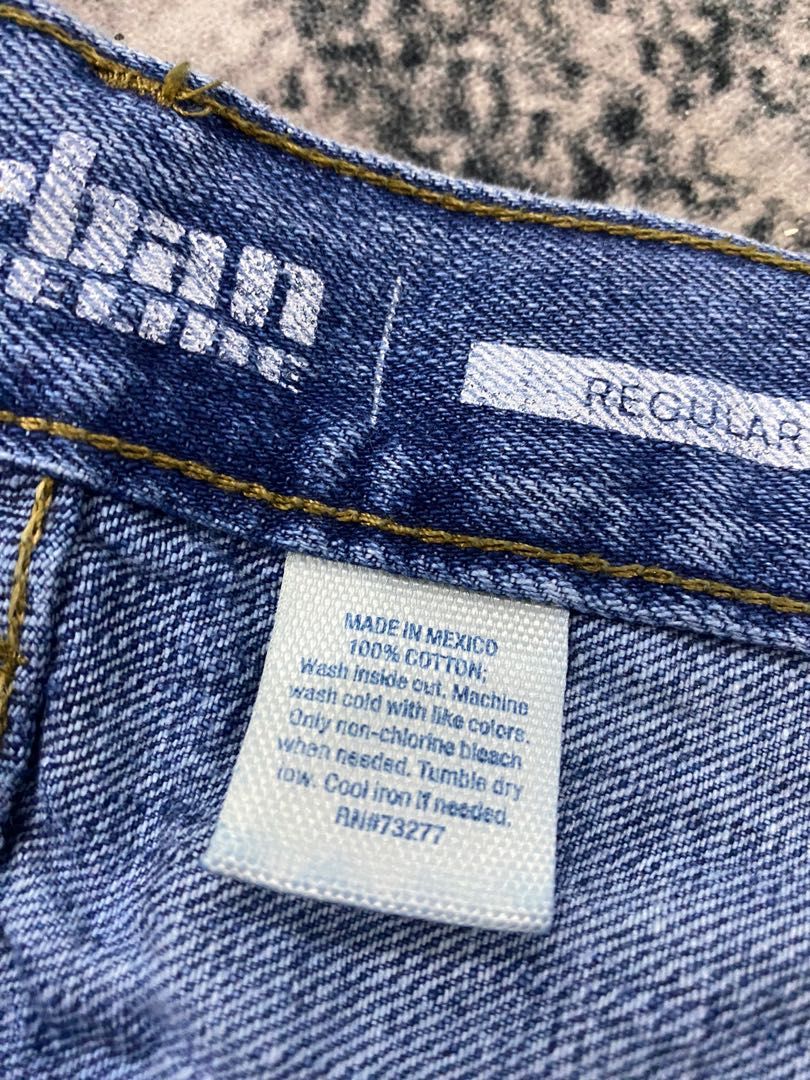 rban
REGULAR
MADE IN MEXICO
100% COTTON;
Wash inside out. Machine
wash cold with like colors.
Only non-chlorine bleach
when needed. Tumble dry
low. Cool iron if needed.
RN#73277